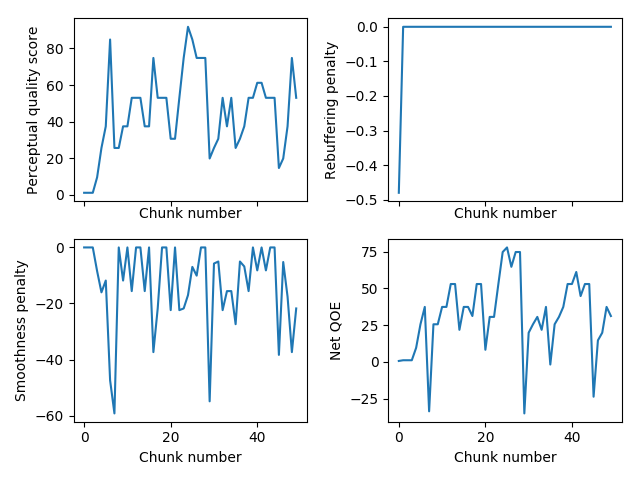 Perceptual quality score
80
60
40
20
0
Chunk number
Rebuffering penalty
0.0
−0.1
−0.2
−0.3
−0.4
−0.5
Chunk number
Smoothness penalty
0
−20
−40
−60
0 20 40
Chunk number
Net QOE
75
50
25
0
−25
0 20 40
Chunk number